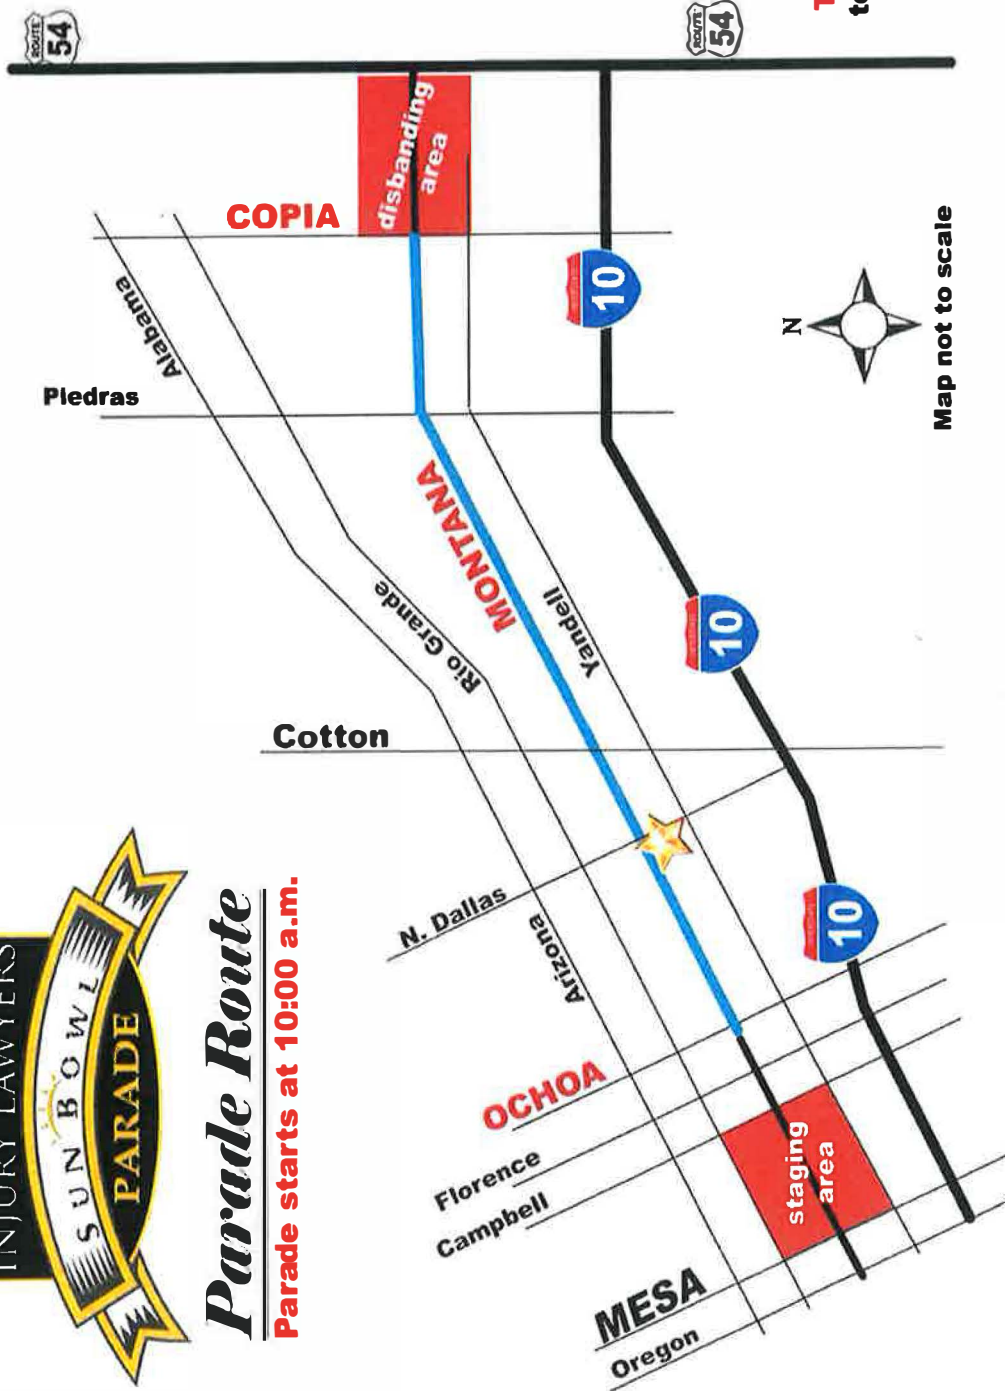 INJURY LAWYERS
SUN BOWL
PARADE
Parade Route
Parade starts at 10:00 a.m.
ROUTE
54
ROUTE
54
Alabama
COPIA
disbanding
area
Piedras
MONTANA
Rio Grande
Yandell
10
Cotton
10
N. Dallas
Arizona
10
OCHOA
Florence
Campbell
staging
area
MESA
Oregon
N
Map not to scale